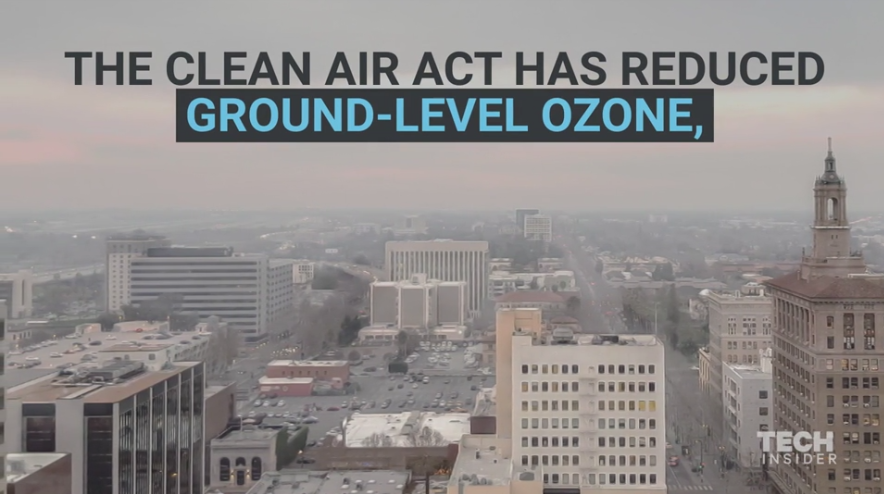 THE CLEAN AIR ACT HAS REDUCED
GROUND-LEVEL OZONE,
TECH
INSIDER